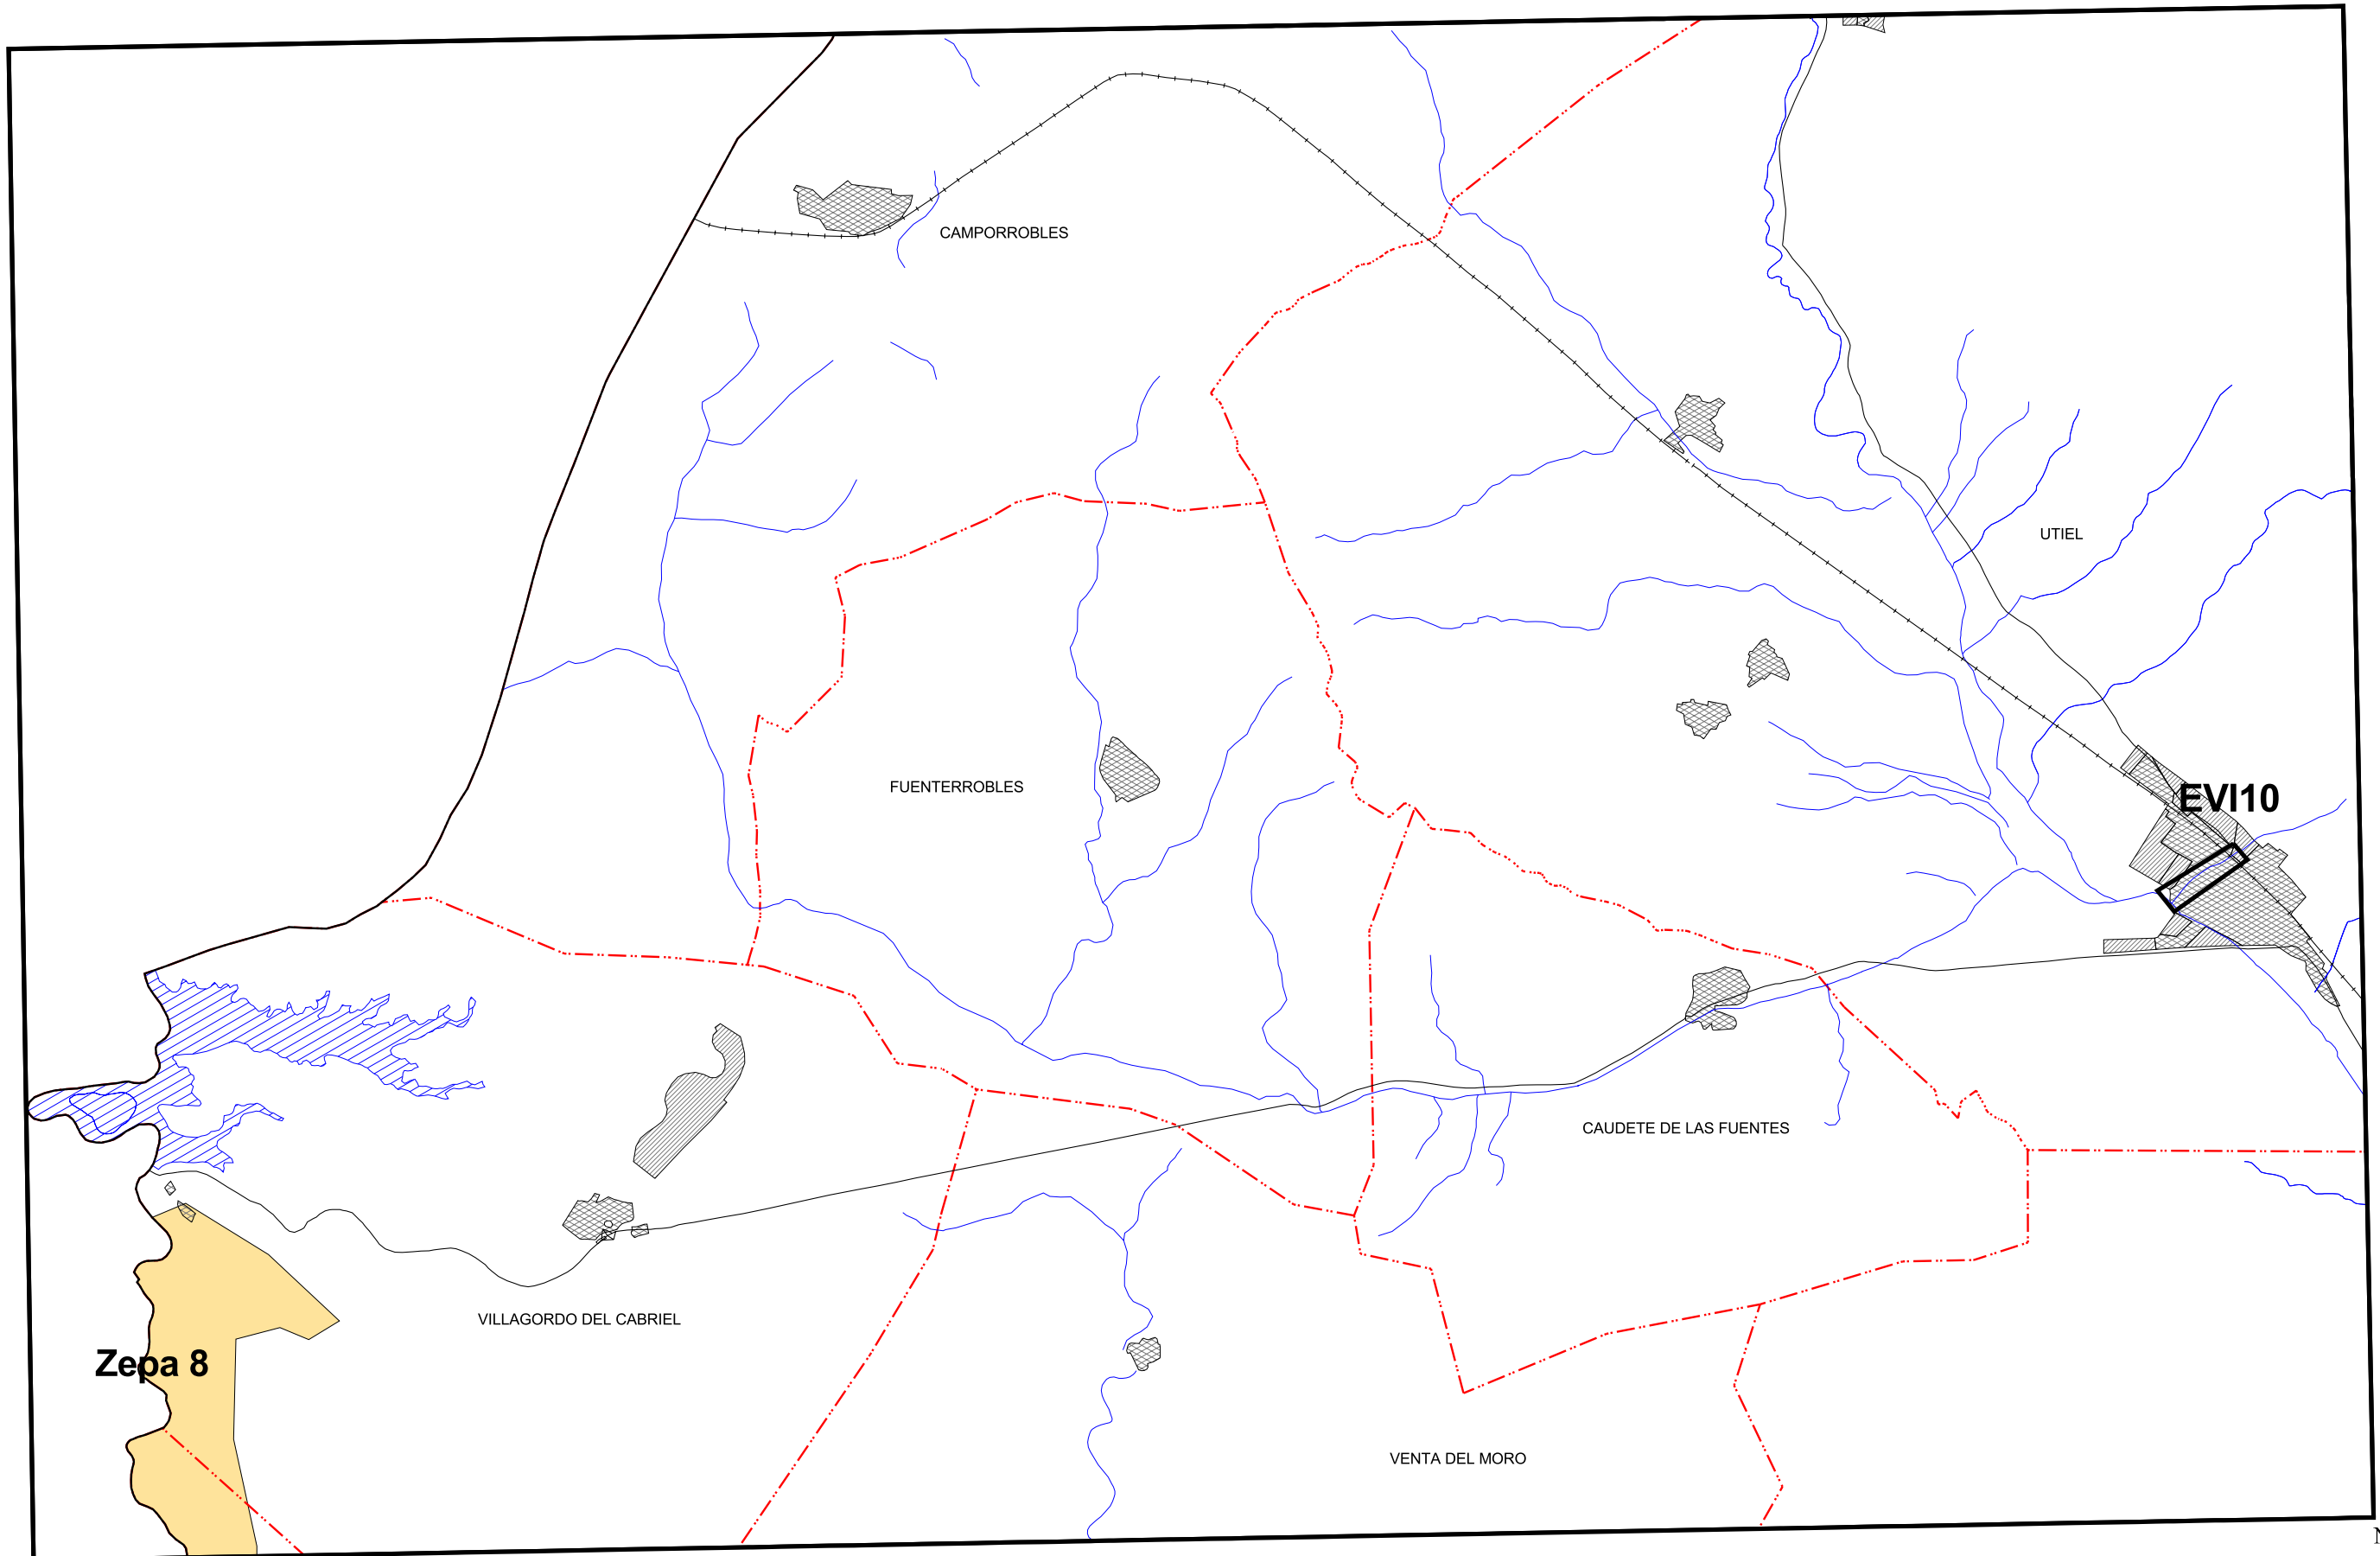 CAMPORROBLES
UTIEL
FUENTERROBLES
EVI10
CAUDETE DE LAS FUENTES
VILLAGORDO DEL CABRIEL
Zepa 8
VENTA DEL MORO